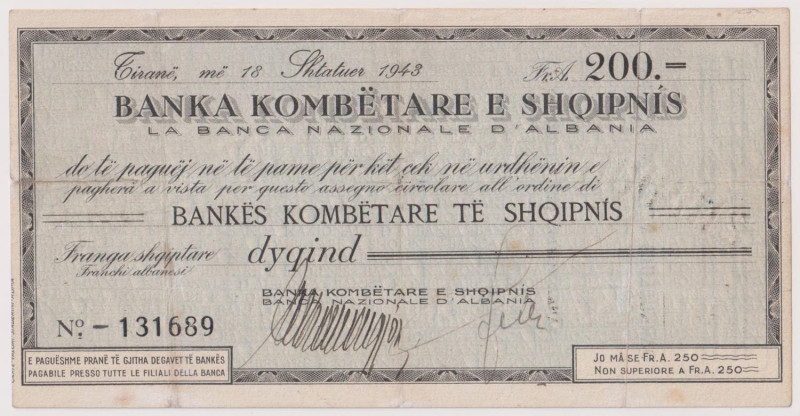 Tiranë, më 18 Shtatuer 1943 Fr.A. 200.=
BANKA KOMBËTARE E SHQIPNÍS
LA BANCA NAZIONALE D'ALBANIA
do të paguëj në të pame për kët çek në urdhënin e
pagherà a vista per questo assegno circolare all'ordine di
BANKËS KOMBËTARE TË SHQIPNÍS
Franga shqiptare dyqind
Franchi albanesi
BANKA KOMBËTARE E SHQIPNÍS
BANCA NAZIONALE D'ALBANIA
No. - 131689
E PAGUËSHME PRANË TË GJITHA DEGAVET TË BANKËS
PAGABILE PRESSO TUTTE LE FILIALI DELLA BANCA
JO MÂ SE FR. A. 250
NON SUPERIORE A FR.A. 250